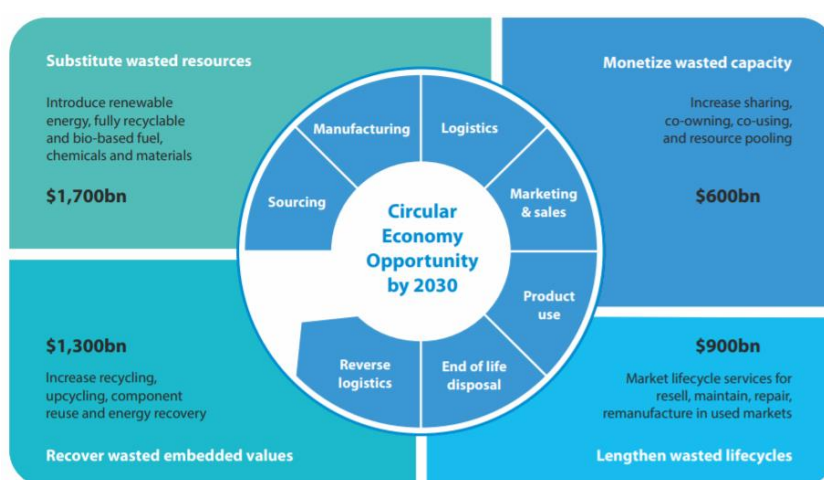 Substitute wasted resources
Introduce renewable
energy, fully recyclable
and bio-based fuel,
chemicals and materials
$1,700bn
Monetize wasted capacity
Increase sharing,
co-owning, co-using,
and resource pooling
$600bn
Sourcing
Manufacturing
Logistics
Marketing
& sales
Product
use
End of life
disposal
Reverse
logistics
Circular
Economy
Opportunity
by 2030
$1,300bn
Increase recycling,
upcycling, component
reuse and energy recovery
Recover wasted embedded values
$900bn
Market lifecycle services for
resell, maintain, repair,
remanufacture in used markets
Lengthen wasted lifecycles